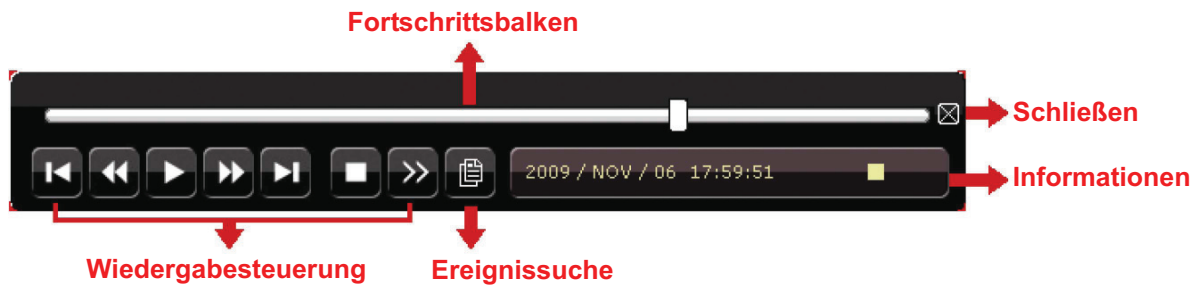 Fortschrittsbalken
Schließen
2009 / NOV / 06 17:59:51
Informationen
Wiedergabesteuerung
Ereignissuche